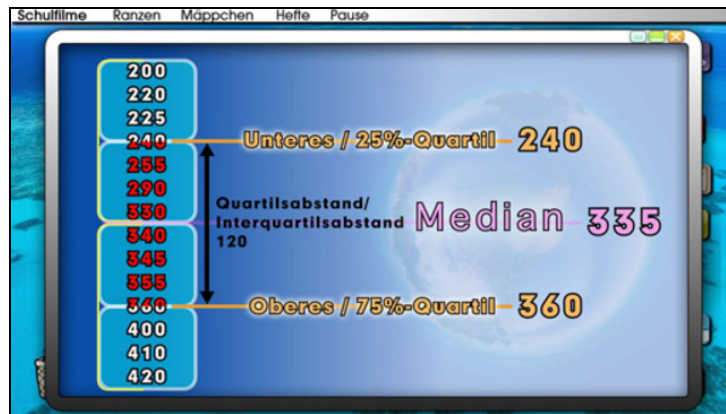 Schulfilme Ranzen Mäppchen Hefte Pause
200
220
225
240 Unteres / 25%-Quartil 240
255
290
330
Quartilsabstand/
Interquartilsabstand
120
Median 335
340
345
355
360 Oberes / 75%-Quartil 360
400
410
420